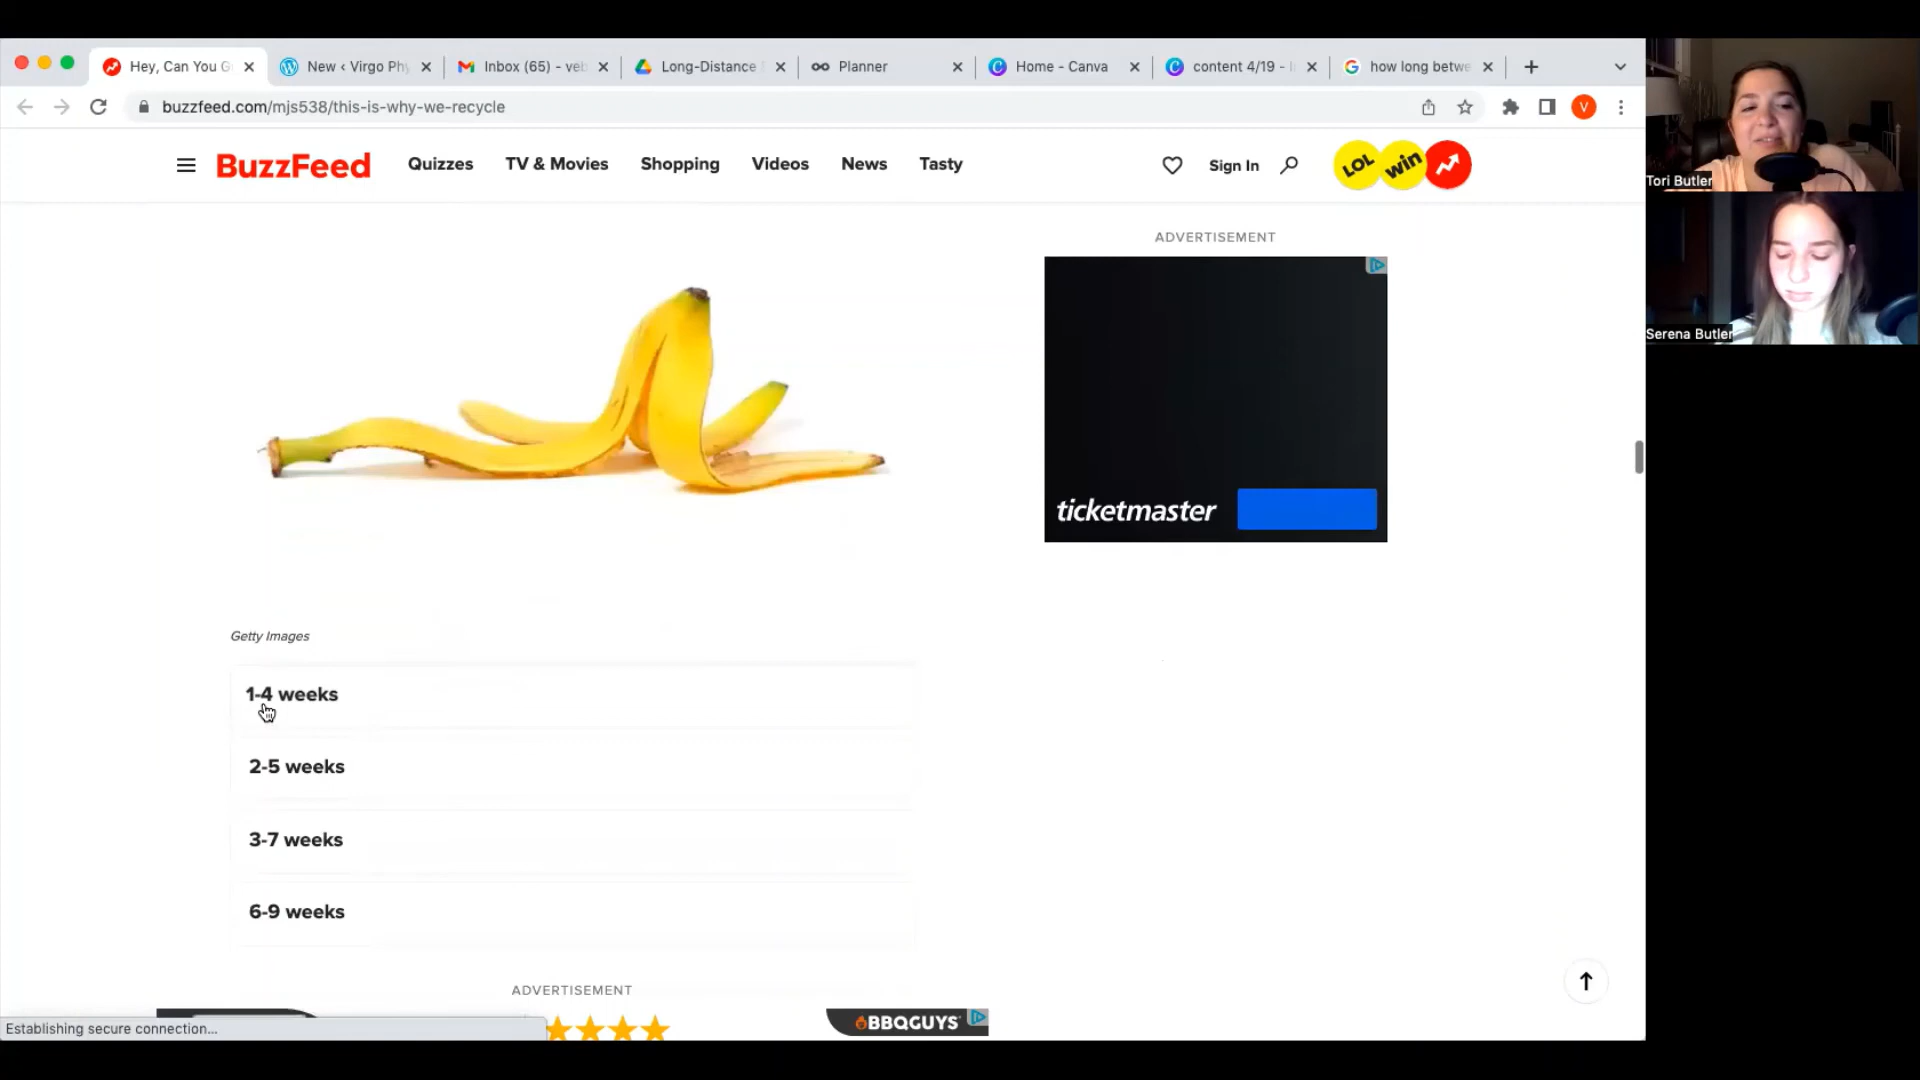 Hey, Can You G
New ‹ Virgo Phy
Inbox (65) - veb
Long-Distance
Planner
Home - Canva
content 4/19 - I
how long betwe
buzzfeed.com/mjs538/this-is-why-we-recycle
V
BuzzFeed
Quizzes
TV & Movies
Shopping
Videos
News
Tasty
Sign In
LOL
win
Tori Butler
Serena Butler
ADVERTISEMENT
ticketmaster
Getty Images
1-4 weeks
2-5 weeks
3-7 weeks
6-9 weeks
ADVERTISEMENT
BBQGUYS
Establishing secure connection...